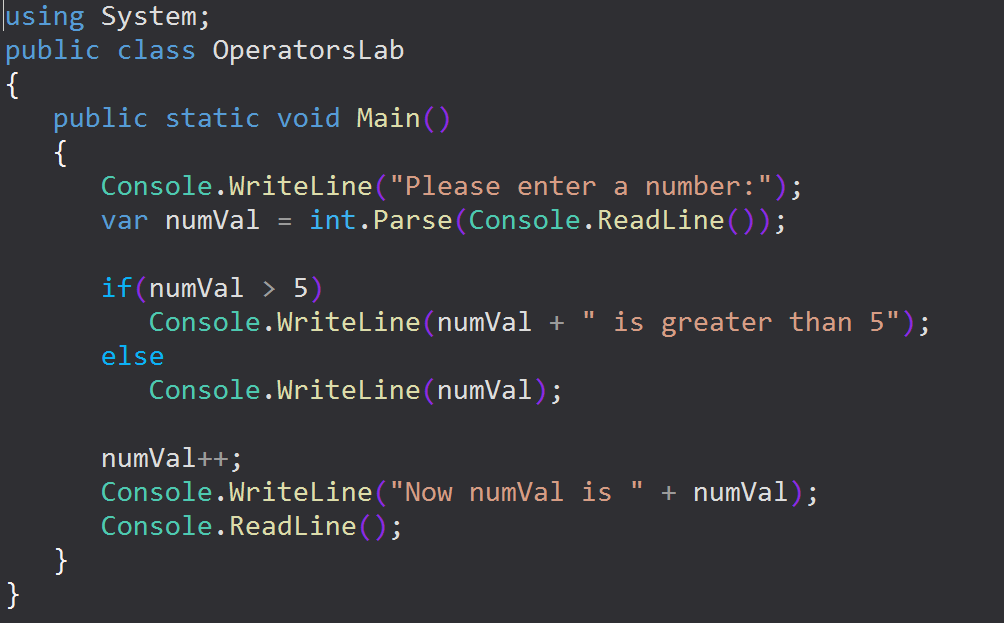 using System;
public class OperatorsLab
{
   public static void Main()
   {
      Console.WriteLine("Please enter a number:");
      var numVal = int.Parse(Console.ReadLine());

      if(numVal > 5)
         Console.WriteLine(numVal + " is greater than 5");
      else
         Console.WriteLine(numVal);

      numVal++;
      Console.WriteLine("Now numVal is " + numVal);
      Console.ReadLine();
   }
}